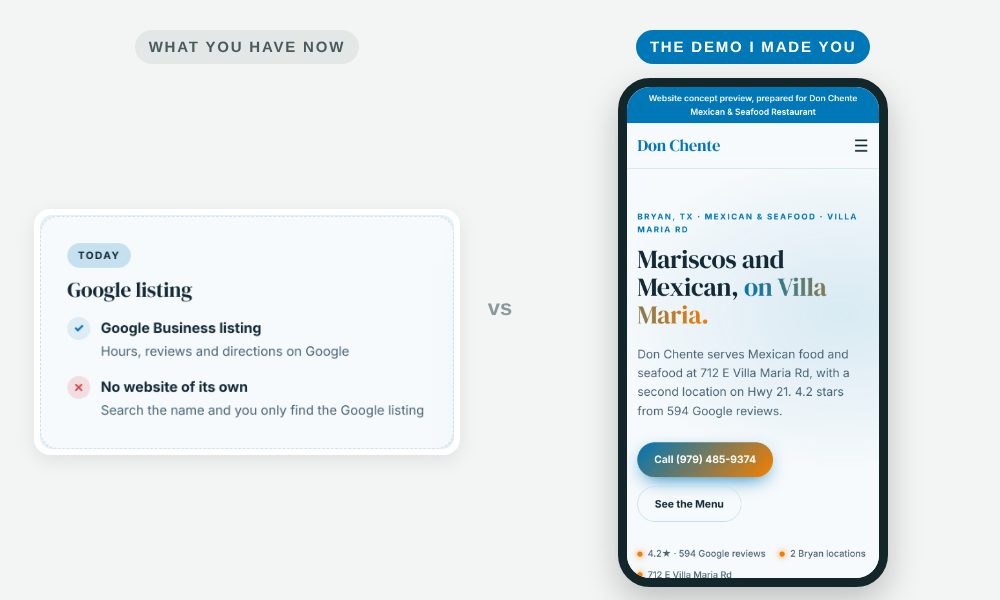 WHAT YOU HAVE NOW
TODAY
Google listing
Google Business listing
Hours, reviews and directions on Google
No website of its own
Search the name and you only find the Google listing
vs
THE DEMO I MADE YOU
Website concept preview, prepared for Don Chente
Mexican & Seafood Restaurant
Don Chente
BRYAN, TX · MEXICAN & SEAFOOD · VILLA
MARIA RD
Mariscos and
Mexican, on Villa
Maria.
Don Chente serves Mexican food and
seafood at 712 E Villa Maria Rd, with a
second location on Hwy 21. 4.2 stars
from 594 Google reviews.
Call (979) 485-9374
See the Menu
4.2★ · 594 Google reviews
2 Bryan locations
712 E Villa Maria Rd